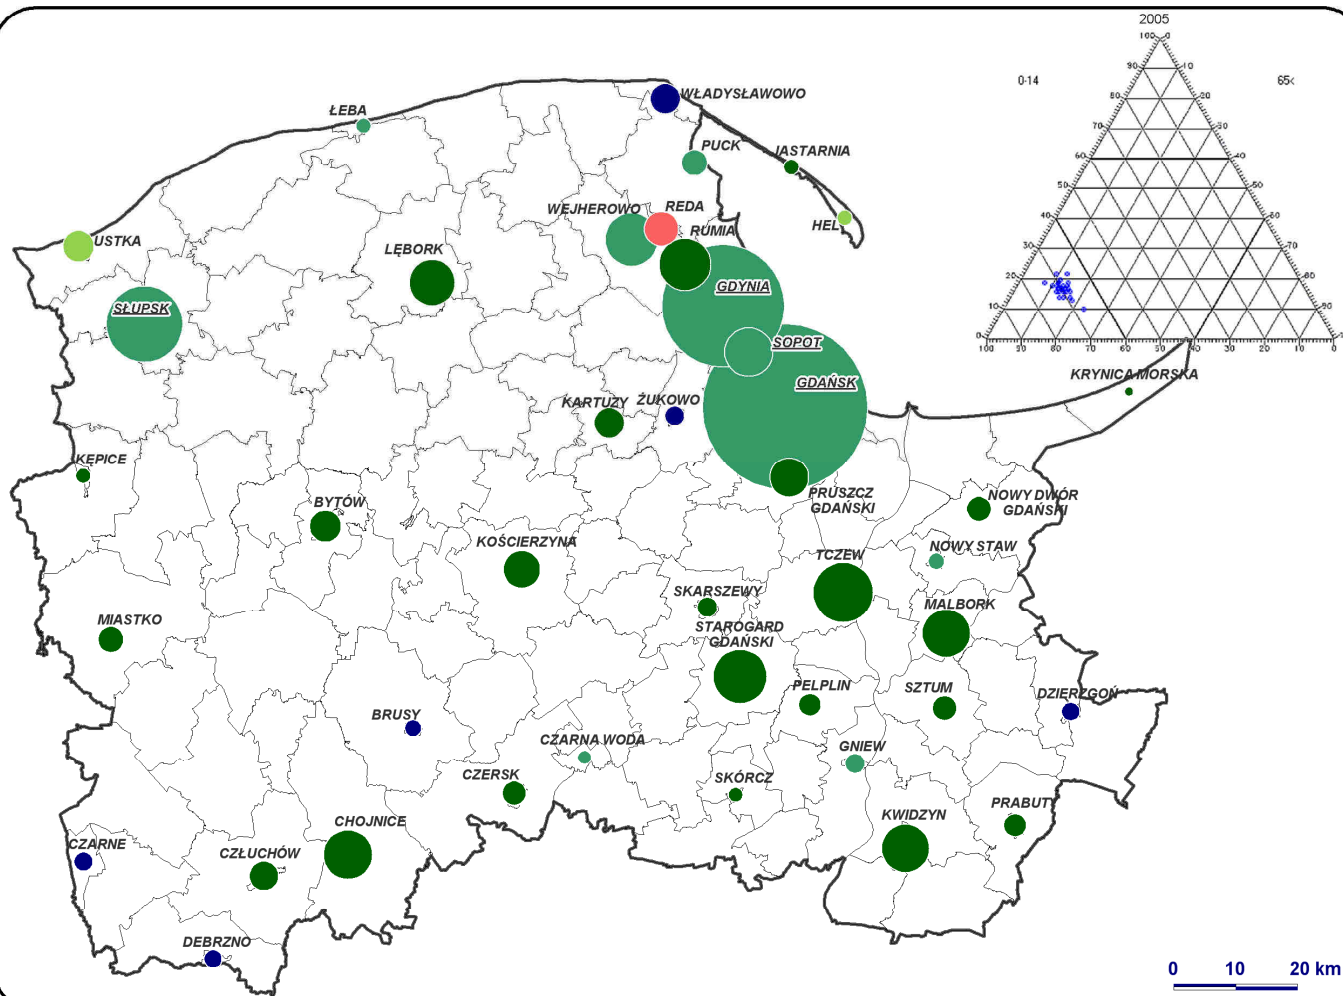 2005
0-14
65<
WŁADYSŁAWOWO
ŁEBA
PUCK
JASTARNIA
WEJHEROWO
REDA
HEL
RUMIA
USTKA
LĘBORK
GDYNIA
SŁUPSK
SOPOT
GDAŃSK
KRYNICA MORSKA
KARTUZY
ŻUKOWO
KĘPICE
BYTÓW
PRUSZCZ
GDAŃSKI
NOWY DWÓR
GDAŃSKI
KOŚCIERZYNA
TCZEW
NOWY STAW
SKARSZEWY
MALBORK
MIASTKO
STAROGARD
GDAŃSKI
PELPLIN
SZTUM
DZIERZGOŃ
BRUSY
CZARNA WODA
GNIEW
CZERSK
SKÓRCZ
PRABUTY
CHOJNICE
KWIDZYN
CZARNE
CZŁUCHÓW
DEBRZNO
0 10 20 km